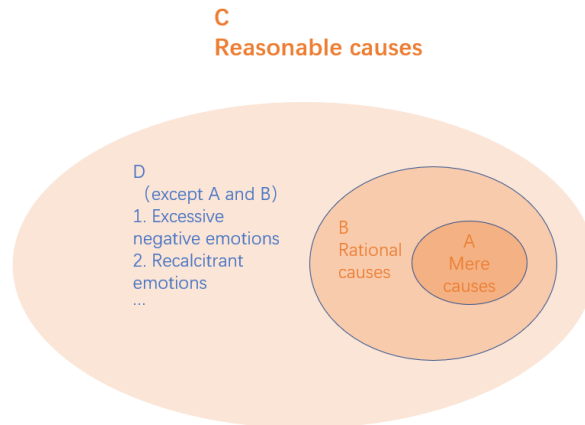 C
Reasonable causes
D
（except A and B）
1. Excessive
negative emotions
2. Recalcitrant
emotions
...
B
Rational
causes
A
Mere
causes